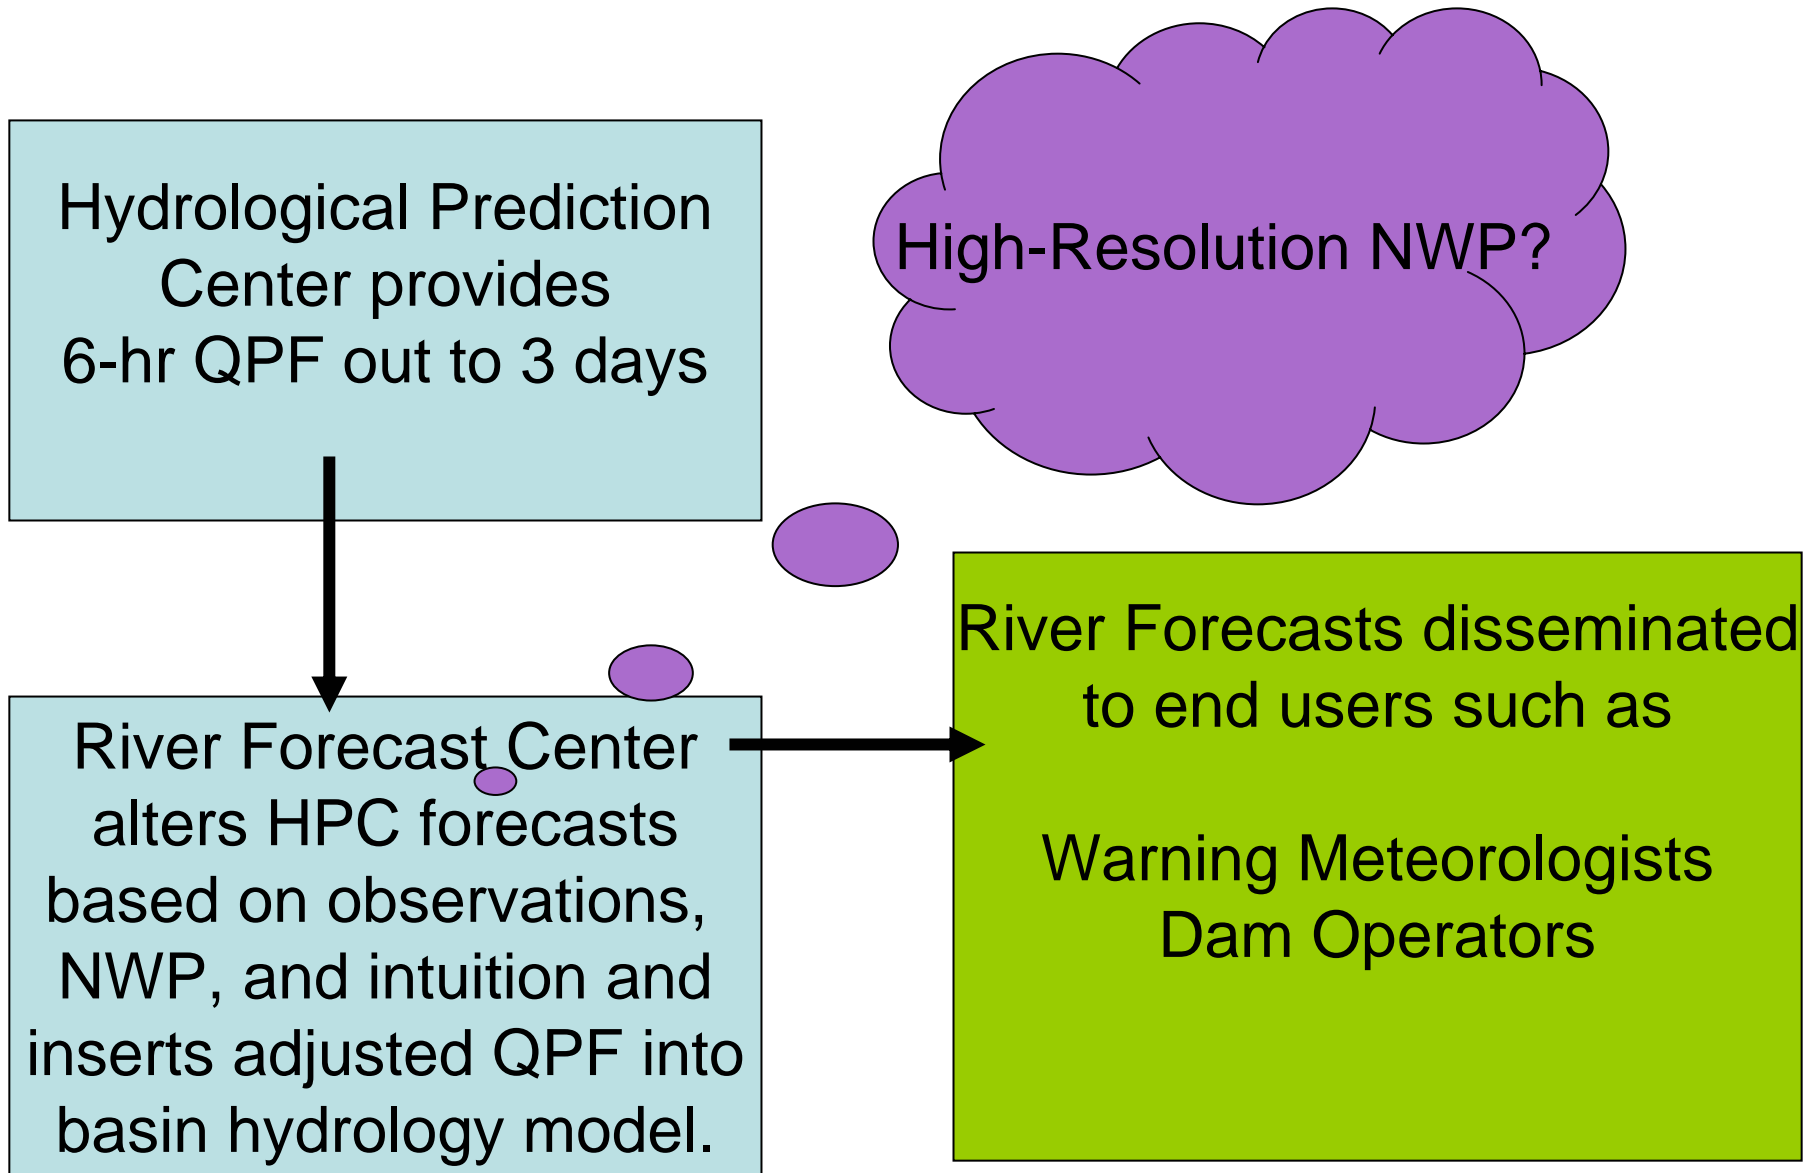 Hydrological Prediction
Center provides
6-hr QPF out to 3 days
High-Resolution NWP?
River Forecast Center
alters HPC forecasts
based on observations,
NWP, and intuition and
inserts adjusted QPF into
basin hydrology model.
River Forecasts disseminated
to end users such as
Warning Meteorologists
Dam Operators